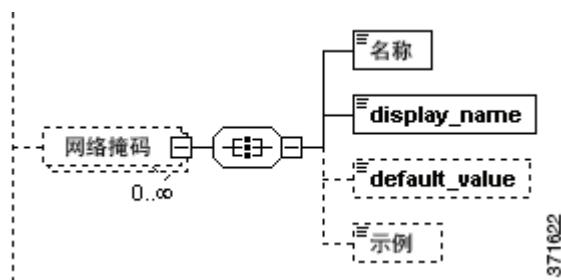 名称
display_name
网络掩码
0..∞
default_value
示例
371622